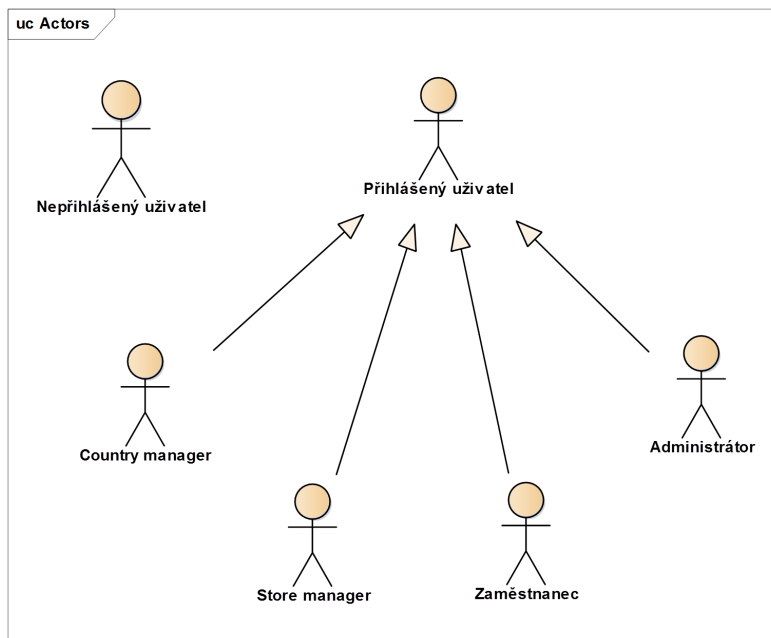 uc Actors
Nepřihlášený uživatel
Přihlášený uživatel
Country manager
Administrátor
Store manager
Zaměstnanec